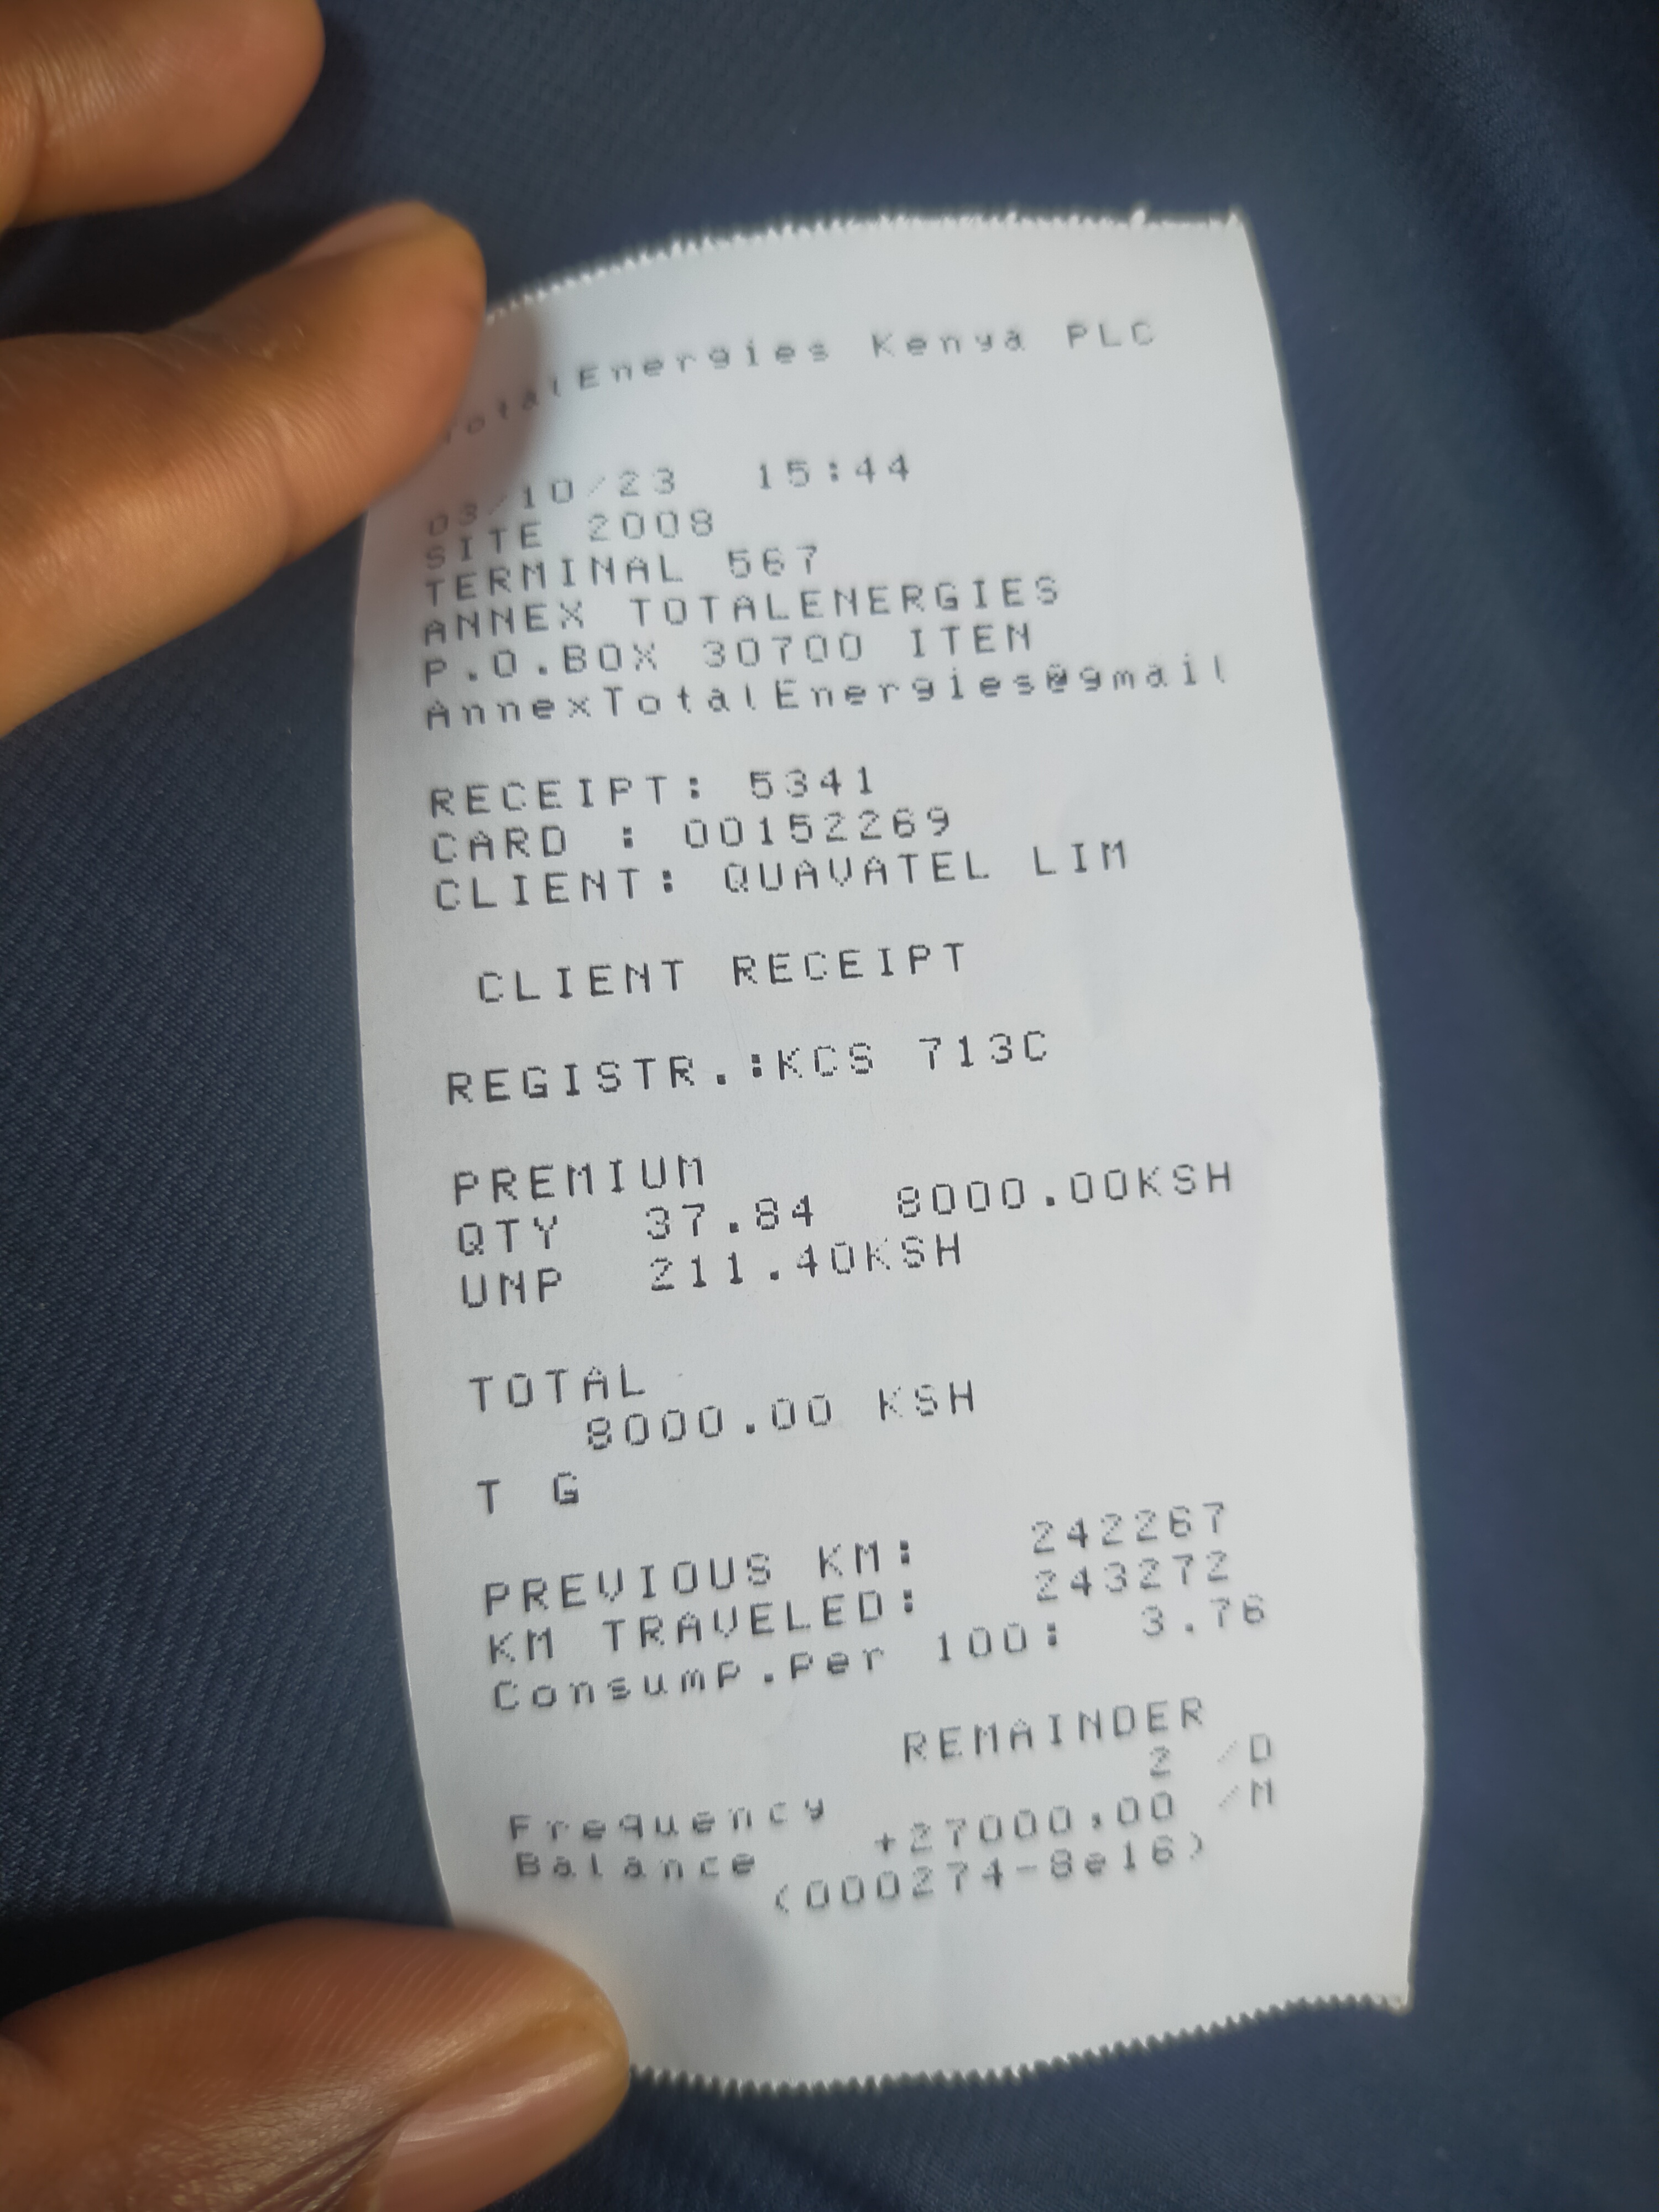 TotalEnergies Kenya PLC
03/10/23 15:44
SITE 2008
TERMINAL 567
ANNEX TOTALENERGIES
P.O.BOX 30700 ITEN
AnnexTotalEnergies@gmail
RECEIPT: 5341
CARD : 00152269
CLIENT: QUAVATEL LIM
CLIENT RECEIPT
REGISTR.:KCS 713C
PREMIUM
QTY 37.84 8000.00KSH
UNP 211.40KSH
TOTAL
8000.00 KSH
T G
PREVIOUS KM: 242267
KM TRAVELED: 243272
Consump.Per 100: 3.76
REMAINDER
Frequency 2 /D
Balance +27000,00 /M
(000274-8e16)